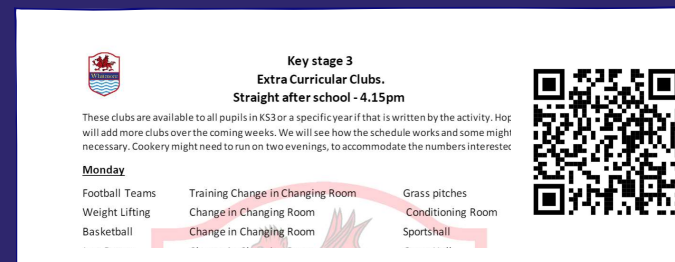 Whitmore
Key stage 3
Extra Curricular Clubs.
Straight after school - 4.15pm
These clubs are available to all pupils in KS3 or a specific year if that is written by the activity. Hop
will add more clubs over the coming weeks. We will see how the schedule works and some might
necessary. Cookery might need to run on two evenings, to accommodate the numbers interested
Monday
Football Teams Training Change in Changing Room Grass pitches
Weight Lifting Change in Changing Room Conditioning Room
Basketball Change in Changing Room Sportshall